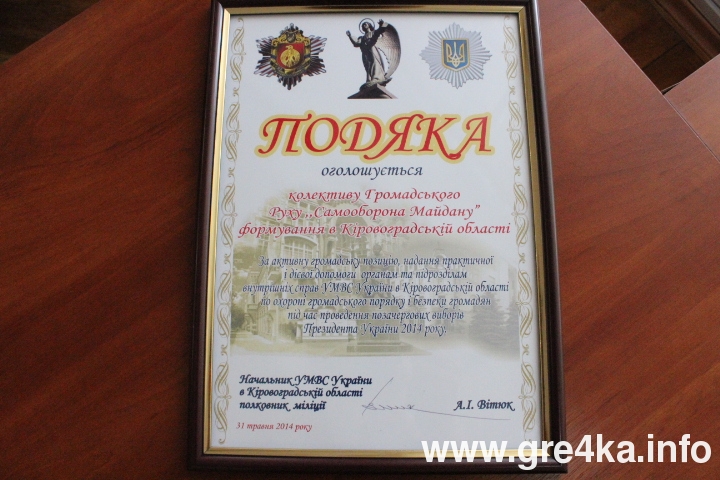 ПОДЯКА
оголошується
колективу Громадського
Руху „Самооборона Майдану”
формування в Кіровоградській області
За активну громадську позицію, надання практичної
і дієвої допомоги органам та підрозділам
внутрішніх справ УМВС України в Кіровоградській області
по охороні громадського порядку і безпеки громадян
під час проведення позачергових виборів
Президента України 2014 року.
Начальник УМВС України
в Кіровоградській області
полковник міліції А.І. Вітюк
31 травня 2014 року
www.gre4ka.info